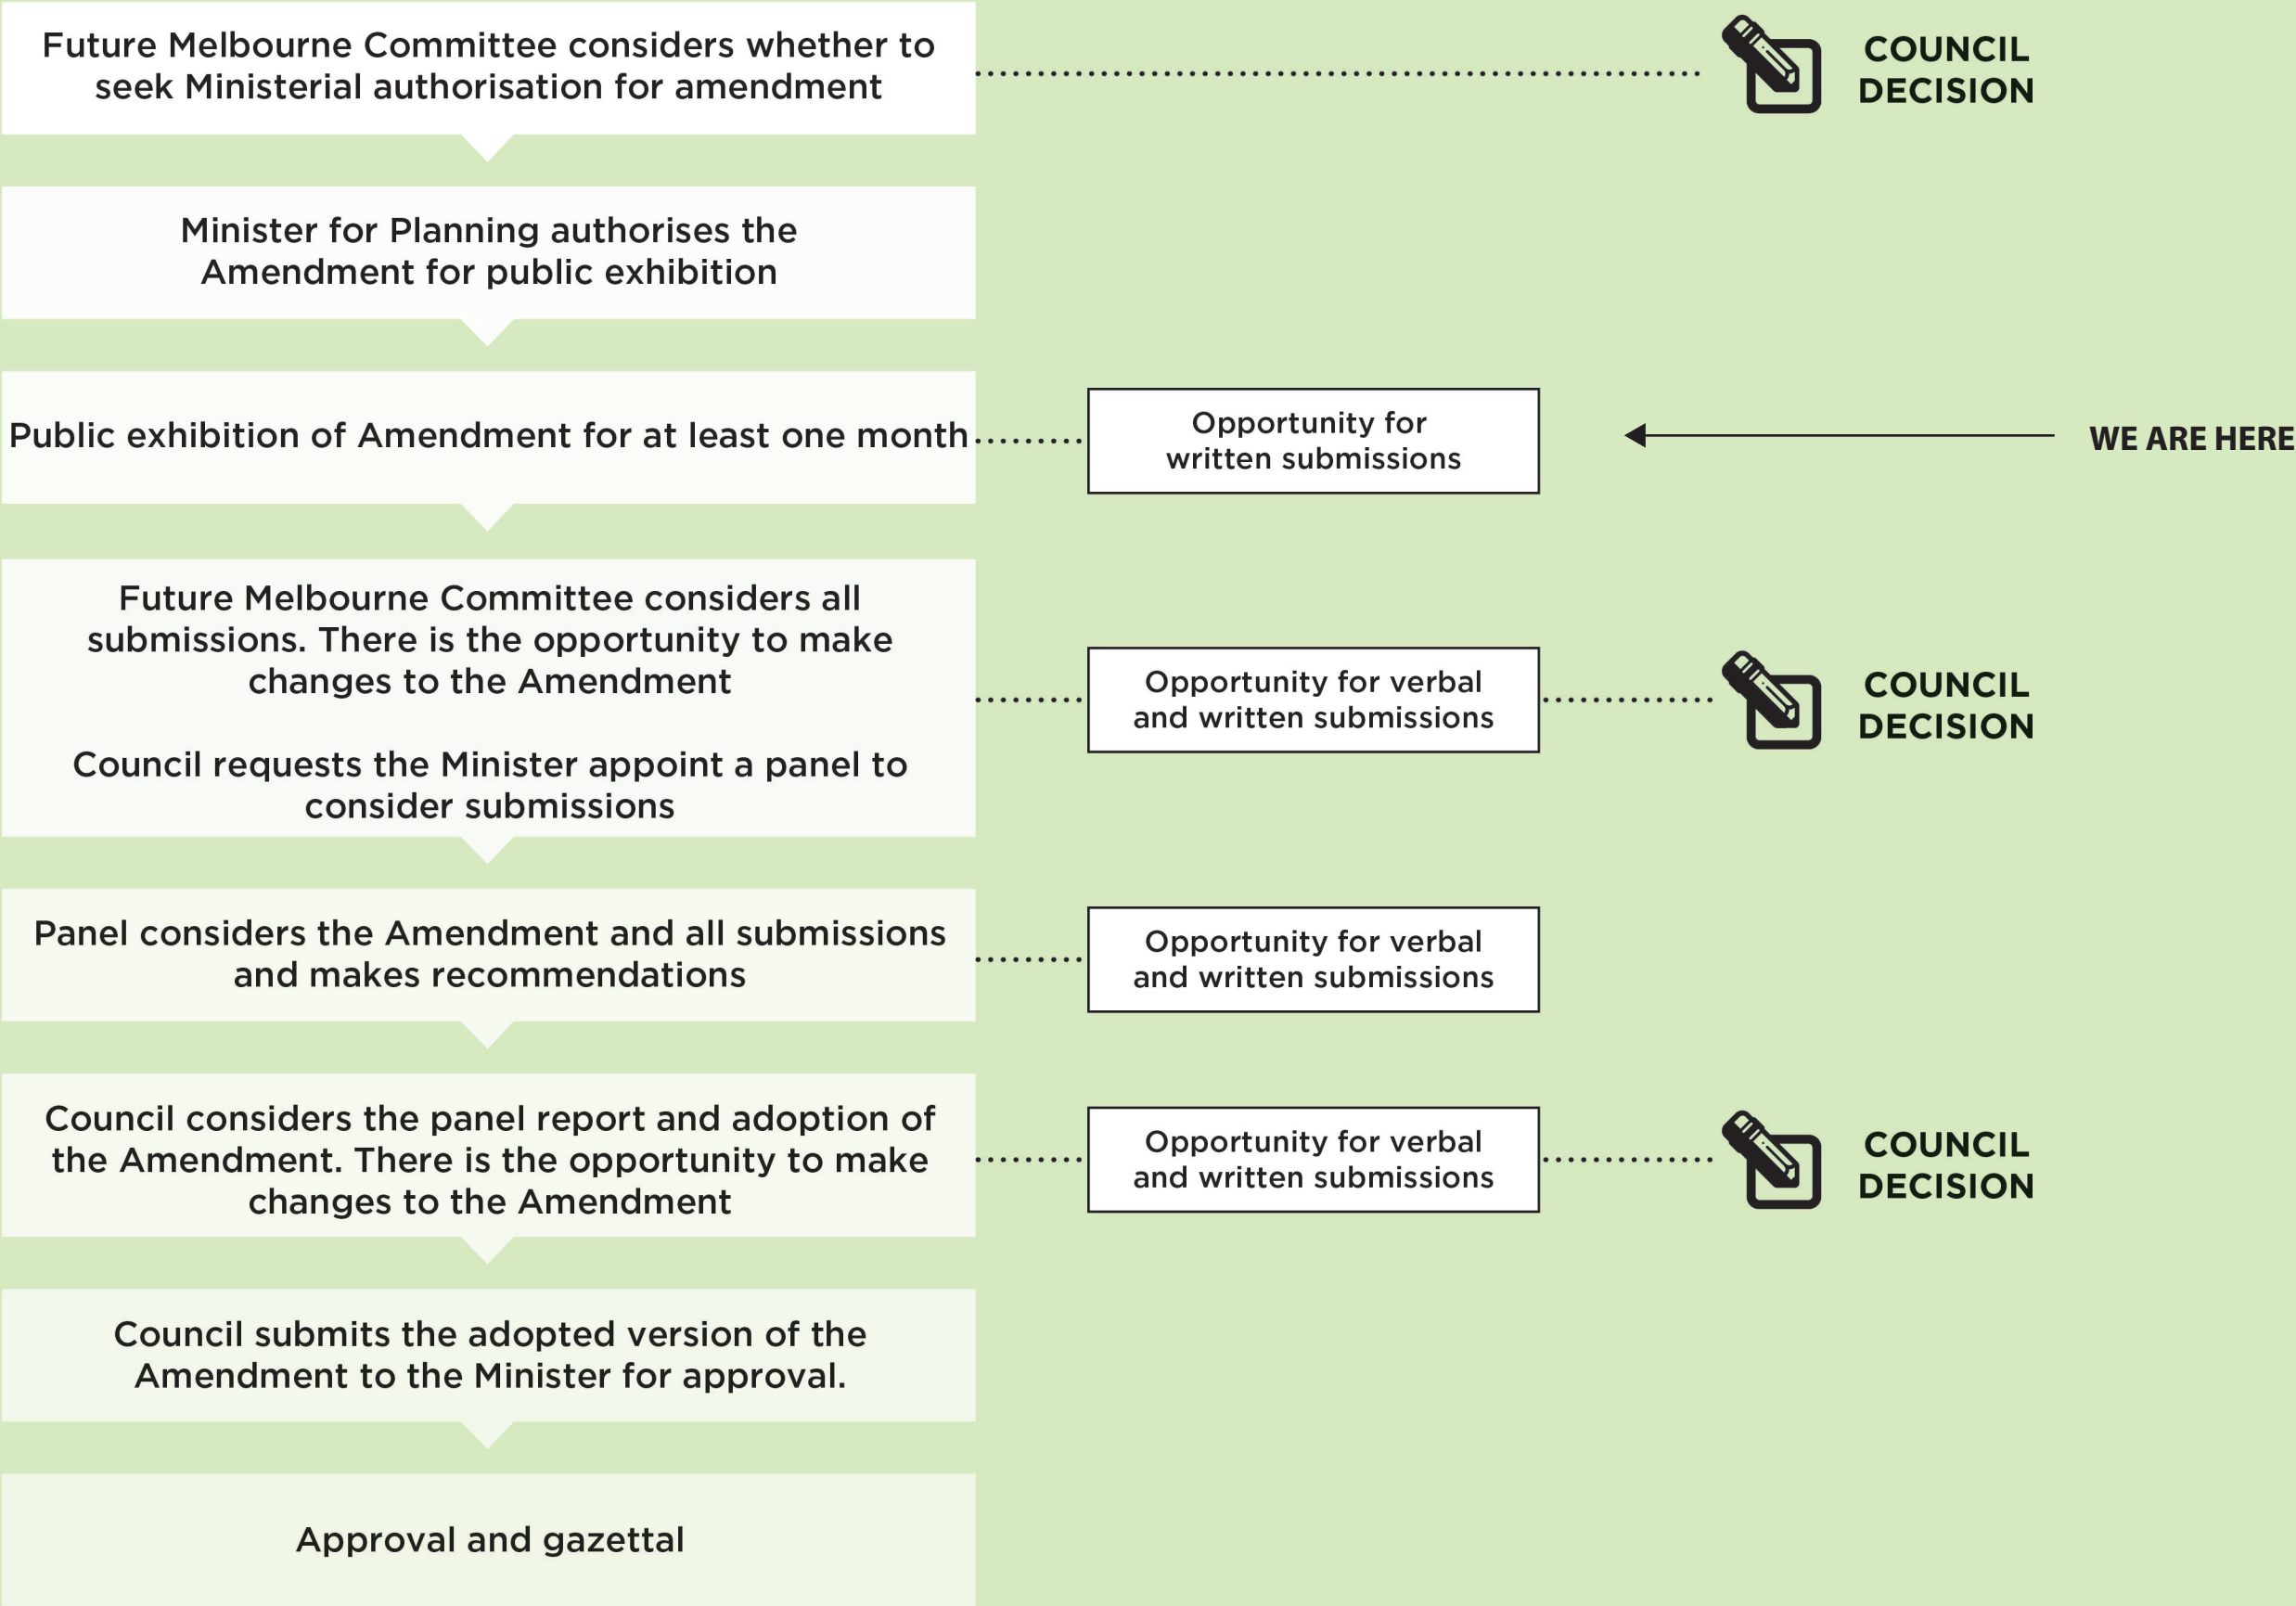 Future Melbourne Committee considers whether to
seek Ministerial authorisation for amendment
COUNCIL
DECISION
Minister for Planning authorises the
Amendment for public exhibition
Public exhibition of Amendment for at least one month
Opportunity for
written submissions
WE ARE HERE
Future Melbourne Committee considers all
submissions. There is the opportunity to make
changes to the Amendment
Council requests the Minister appoint a panel to
consider submissions
Opportunity for verbal
and written submissions
COUNCIL
DECISION
Panel considers the Amendment and all submissions
and makes recommendations
Opportunity for verbal
and written submissions
Council considers the panel report and adoption of
the Amendment. There is the opportunity to make
changes to the Amendment
Opportunity for verbal
and written submissions
COUNCIL
DECISION
Council submits the adopted version of the
Amendment to the Minister for approval.
Approval and gazettal